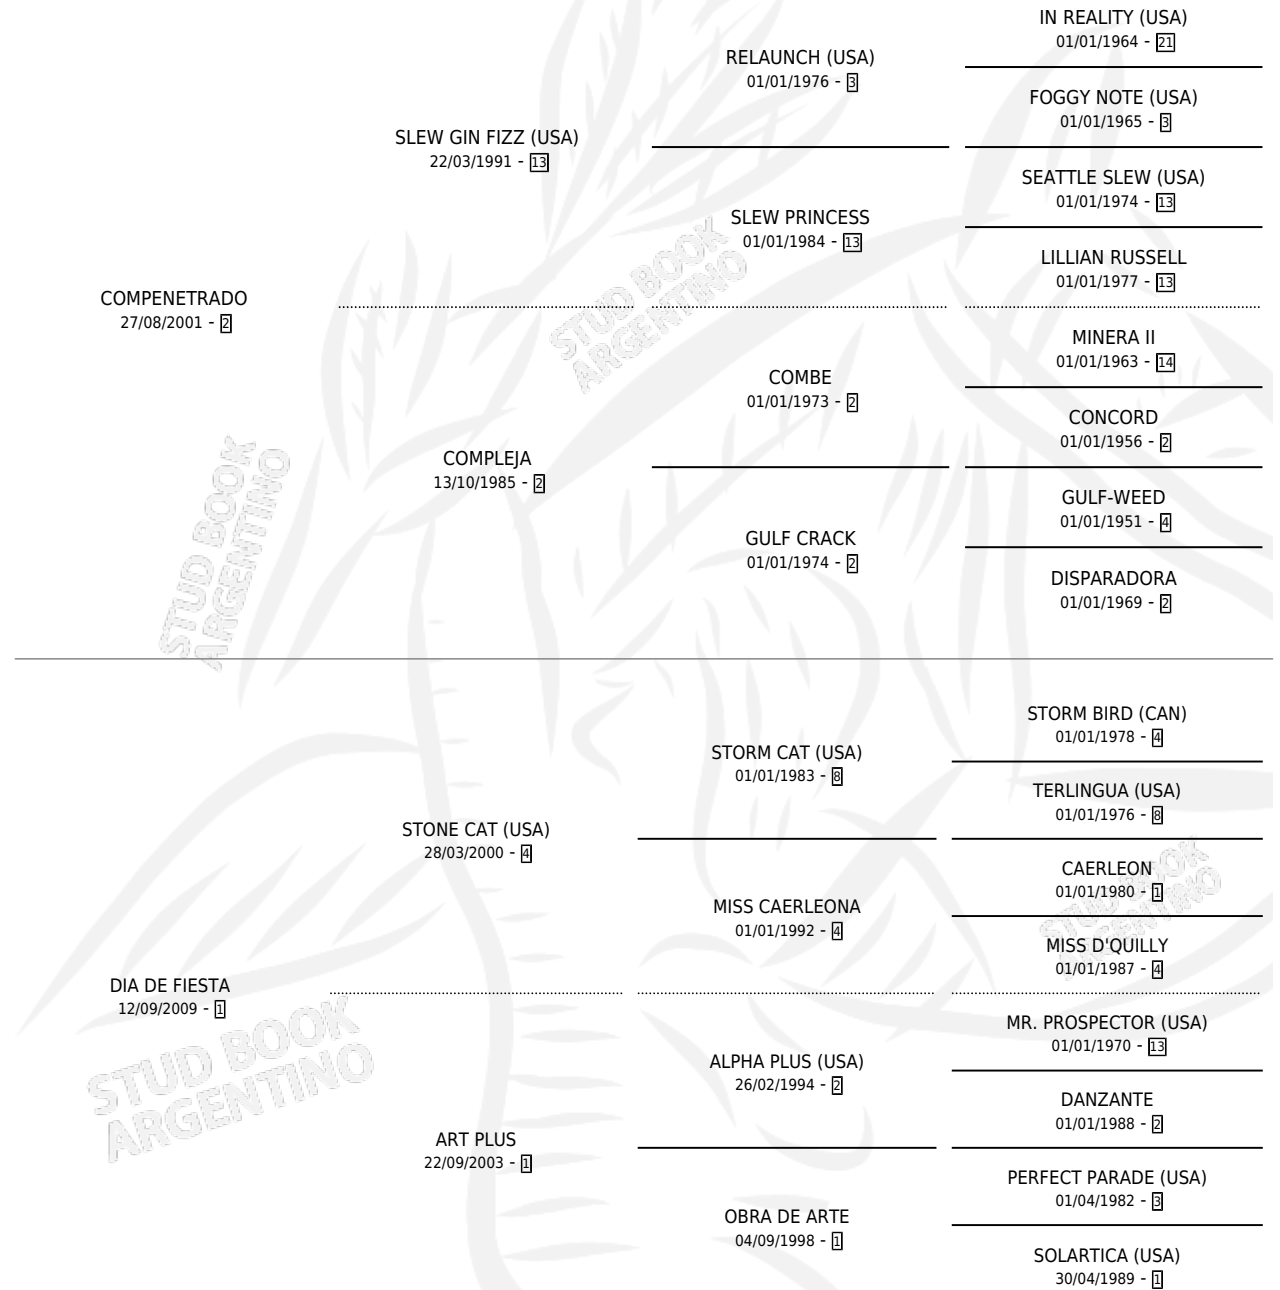 IN REALITY (USA)
01/01/1964 - 21
RELAUNCH (USA)
01/01/1976 - 3
FOGGY NOTE (USA)
01/01/1965 - 3
SLEW GIN FIZZ (USA)
22/03/1991 - 13
SEATTLE SLEW (USA)
01/01/1974 - 13
SLEW PRINCESS
01/01/1984 - 13
LILLIAN RUSSELL
01/01/1977 - 13
COMPENETRADO
27/08/2001 - 2
MINERA II
01/01/1963 - 14
COMBE
01/01/1973 - 2
CONCORD
01/01/1956 - 2
COMPLEJA
13/10/1985 - 2
GULF-WEED
01/01/1951 - 4
GULF CRACK
01/01/1974 - 2
DISPARADORA
01/01/1969 - 2
STUD BOOK
ARGENTINO
STUD BOOK
ARGENTINO
STORM BIRD (CAN)
01/01/1978 - 4
STORM CAT (USA)
01/01/1983 - 8
TERLINGUA (USA)
01/01/1976 - 8
STONE CAT (USA)
28/03/2000 - 4
CAERLEON
01/01/1980 - 1
MISS CAERLEONA
01/01/1992 - 4
MISS D'QUILLY
01/01/1987 - 4
STUD BOOK
ARGENTINO
DIA DE FIESTA
12/09/2009 - 1
MR. PROSPECTOR (USA)
01/01/1970 - 13
ALPHA PLUS (USA)
26/02/1994 - 2
DANZANTE
01/01/1988 - 2
ART PLUS
22/09/2003 - 1
PERFECT PARADE (USA)
01/04/1982 - 3
OBRA DE ARTE
04/09/1998 - 1
SOLARTICA (USA)
30/04/1989 - 1
STUD BOOK
ARGENTINO